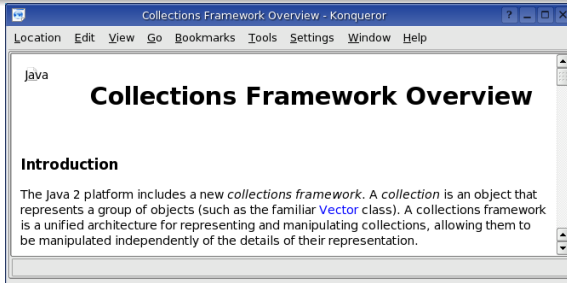 Collections Framework Overview - Konqueror
Location Edit View Go Bookmarks Tools Settings Window Help
Java
Collections Framework Overview
Introduction
The Java 2 platform includes a new collections framework. A collection is an object that
represents a group of objects (such as the familiar Vector class). A collections framework
is a unified architecture for representing and manipulating collections, allowing them to
be manipulated independently of the details of their representation.